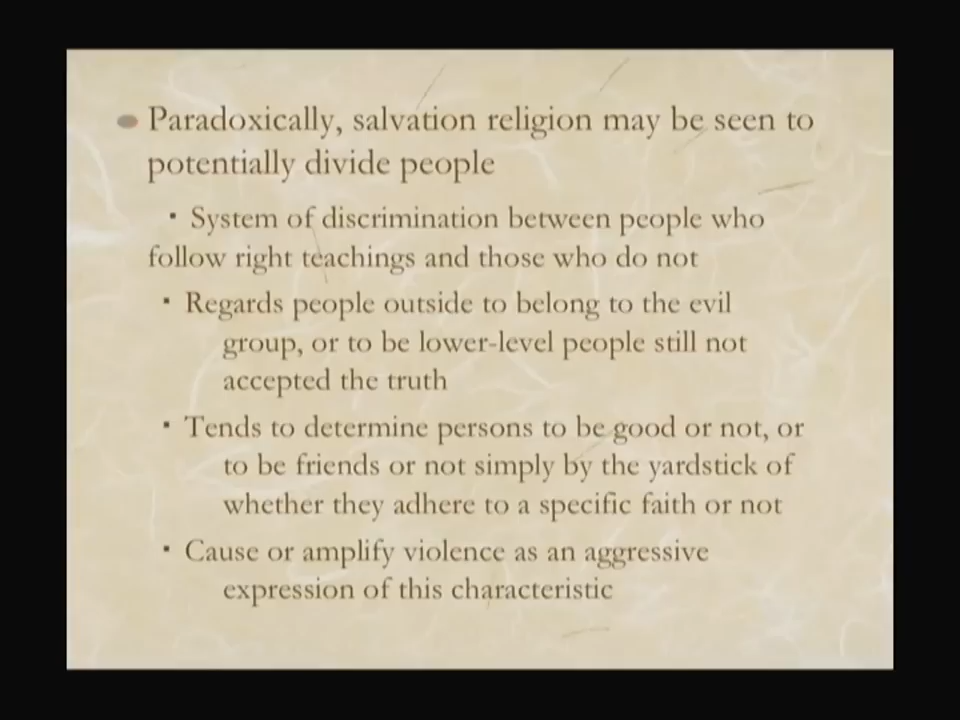 Paradoxically, salvation religion may be seen to
potentially divide people
▪ System of discrimination between people who
follow right teachings and those who do not
▪ Regards people outside to belong to the evil
group, or to be lower-level people still not
accepted the truth
▪ Tends to determine persons to be good or not, or
to be friends or not simply by the yardstick of
whether they adhere to a specific faith or not
▪ Cause or amplify violence as an aggressive
expression of this characteristic